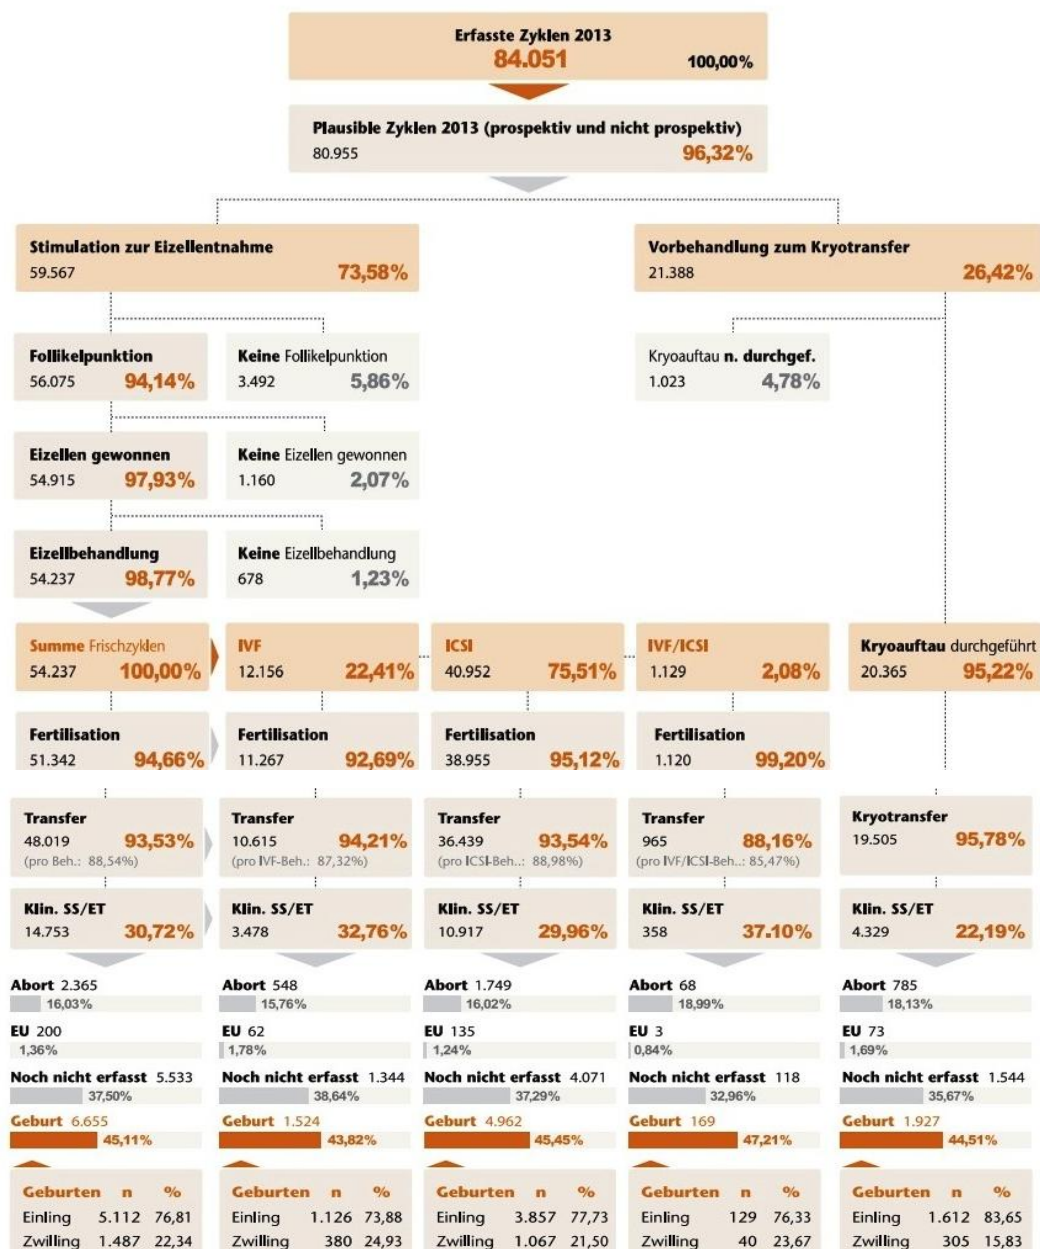 Erfasste Zyklen 2013
84.051 100,00%
Plausible Zyklen 2013 (prospektiv und nicht prospektiv)
80.955 96,32%
Stimulation zur Eizellentnahme
59.567 73,58%
Vorbehandlung zum Kryotransfer
21.388 26,42%
Follikelpunktion
56.075 94,14%
Keine Follikelpunktion
3.492 5,86%
Kryoauftau n. durchgef.
1.023 4,78%
Eizellen gewonnen
54.915 97,93%
Keine Eizellen gewonnen
1.160 2,07%
Eizellbehandlung
54.237 98,77%
Keine Eizellbehandlung
678 1,23%
Summe Frischzyklen
54.237 100,00%
IVF
12.156 22,41%
ICSI
40.952 75,51%
IVF/ICSI
1.129 2,08%
Kryoauftau durchgeführt
20.365 95,22%
Fertilisation
51.342 94,66%
Fertilisation
11.267 92,69%
Fertilisation
38.955 95,12%
Fertilisation
1.120 99,20%
Transfer
48.019 93,53%
(pro Beh.: 88,54%)
Transfer
10.615 94,21%
(pro IVF-Beh.: 87,32%)
Transfer
36.439 93,54%
(pro ICSI-Beh..: 88,98%)
Transfer
965 88,16%
(pro IVF/ICSI-Beh..: 85,47%)
Kryotransfer
19.505 95,78%
Klin. SS/ET
14.753 30,72%
Klin. SS/ET
3.478 32,76%
Klin. SS/ET
10.917 29,96%
Klin. SS/ET
358 37.10%
Klin. SS/ET
4.329 22,19%
Abort 2.365
16,03%
EU 200
1,36%
Noch nicht erfasst 5.533
37,50%
Geburt 6.655
45,11%
Abort 548
15,76%
EU 62
1,78%
Noch nicht erfasst 1.344
38,64%
Geburt 1.524
43,82%
Abort 1.749
16,02%
EU 135
1,24%
Noch nicht erfasst 4.071
37,29%
Geburt 4.962
45,45%
Abort 68
18,99%
EU 3
0,84%
Noch nicht erfasst 118
32,96%
Geburt 169
47,21%
Abort 785
18,13%
EU 73
1,69%
Noch nicht erfasst 1.544
35,67%
Geburt 1.927
44,51%
Geburten n %
Einling 5.112 76,81
Zwilling 1.487 22,34
Geburten n %
Einling 1.126 73,88
Zwilling 380 24,93
Geburten n %
Einling 3.857 77,73
Zwilling 1.067 21,50
Geburten n %
Einling 129 76,33
Zwilling 40 23,67
Geburten n %
Einling 1.612 83,65
Zwilling 305 15,83